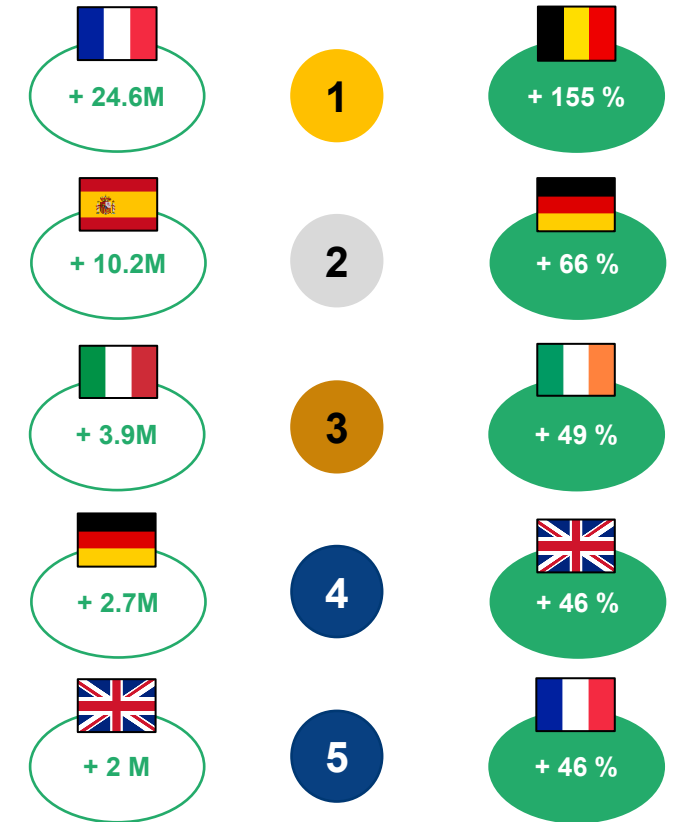 + 24.6M
1
+ 155 %
+ 10.2M
2
+ 66 %
+ 3.9M
3
+ 49 %
+ 2.7M
4
+ 46 %
+ 2 M
5
+ 46 %